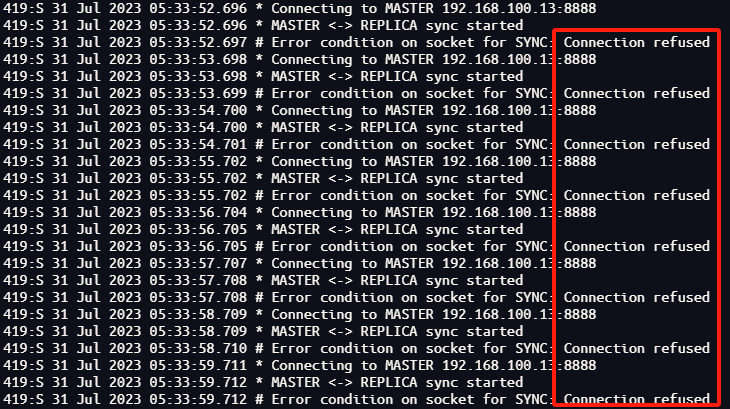 419:S 31 Jul 2023 05:33:52.696 * Connecting to MASTER 192.168.100.13:8888
419:S 31 Jul 2023 05:33:52.696 * MASTER <-> REPLICA sync started
419:S 31 Jul 2023 05:33:52.697 # Error condition on socket for SYNC: Connection refused
419:S 31 Jul 2023 05:33:53.698 * Connecting to MASTER 192.168.100.13:8888
419:S 31 Jul 2023 05:33:53.698 * MASTER <-> REPLICA sync started
419:S 31 Jul 2023 05:33:53.699 # Error condition on socket for SYNC: Connection refused
419:S 31 Jul 2023 05:33:54.700 * Connecting to MASTER 192.168.100.13:8888
419:S 31 Jul 2023 05:33:54.700 * MASTER <-> REPLICA sync started
419:S 31 Jul 2023 05:33:54.701 # Error condition on socket for SYNC: Connection refused
419:S 31 Jul 2023 05:33:55.702 * Connecting to MASTER 192.168.100.13:8888
419:S 31 Jul 2023 05:33:55.702 * MASTER <-> REPLICA sync started
419:S 31 Jul 2023 05:33:55.702 # Error condition on socket for SYNC: Connection refused
419:S 31 Jul 2023 05:33:56.704 * Connecting to MASTER 192.168.100.13:8888
419:S 31 Jul 2023 05:33:56.705 * MASTER <-> REPLICA sync started
419:S 31 Jul 2023 05:33:56.705 # Error condition on socket for SYNC: Connection refused
419:S 31 Jul 2023 05:33:57.707 * Connecting to MASTER 192.168.100.13:8888
419:S 31 Jul 2023 05:33:57.708 * MASTER <-> REPLICA sync started
419:S 31 Jul 2023 05:33:57.708 # Error condition on socket for SYNC: Connection refused
419:S 31 Jul 2023 05:33:58.709 * Connecting to MASTER 192.168.100.13:8888
419:S 31 Jul 2023 05:33:58.709 * MASTER <-> REPLICA sync started
419:S 31 Jul 2023 05:33:58.710 # Error condition on socket for SYNC: Connection refused
419:S 31 Jul 2023 05:33:59.711 * Connecting to MASTER 192.168.100.13:8888
419:S 31 Jul 2023 05:33:59.712 * MASTER <-> REPLICA sync started
419:S 31 Jul 2023 05:33:59.712 # Error condition on socket for SYNC: Connection refused